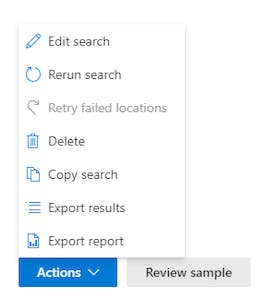 Edit search
Rerun search
Retry failed locations
Delete
Copy search
Export results
Export report
Actions
Review sample